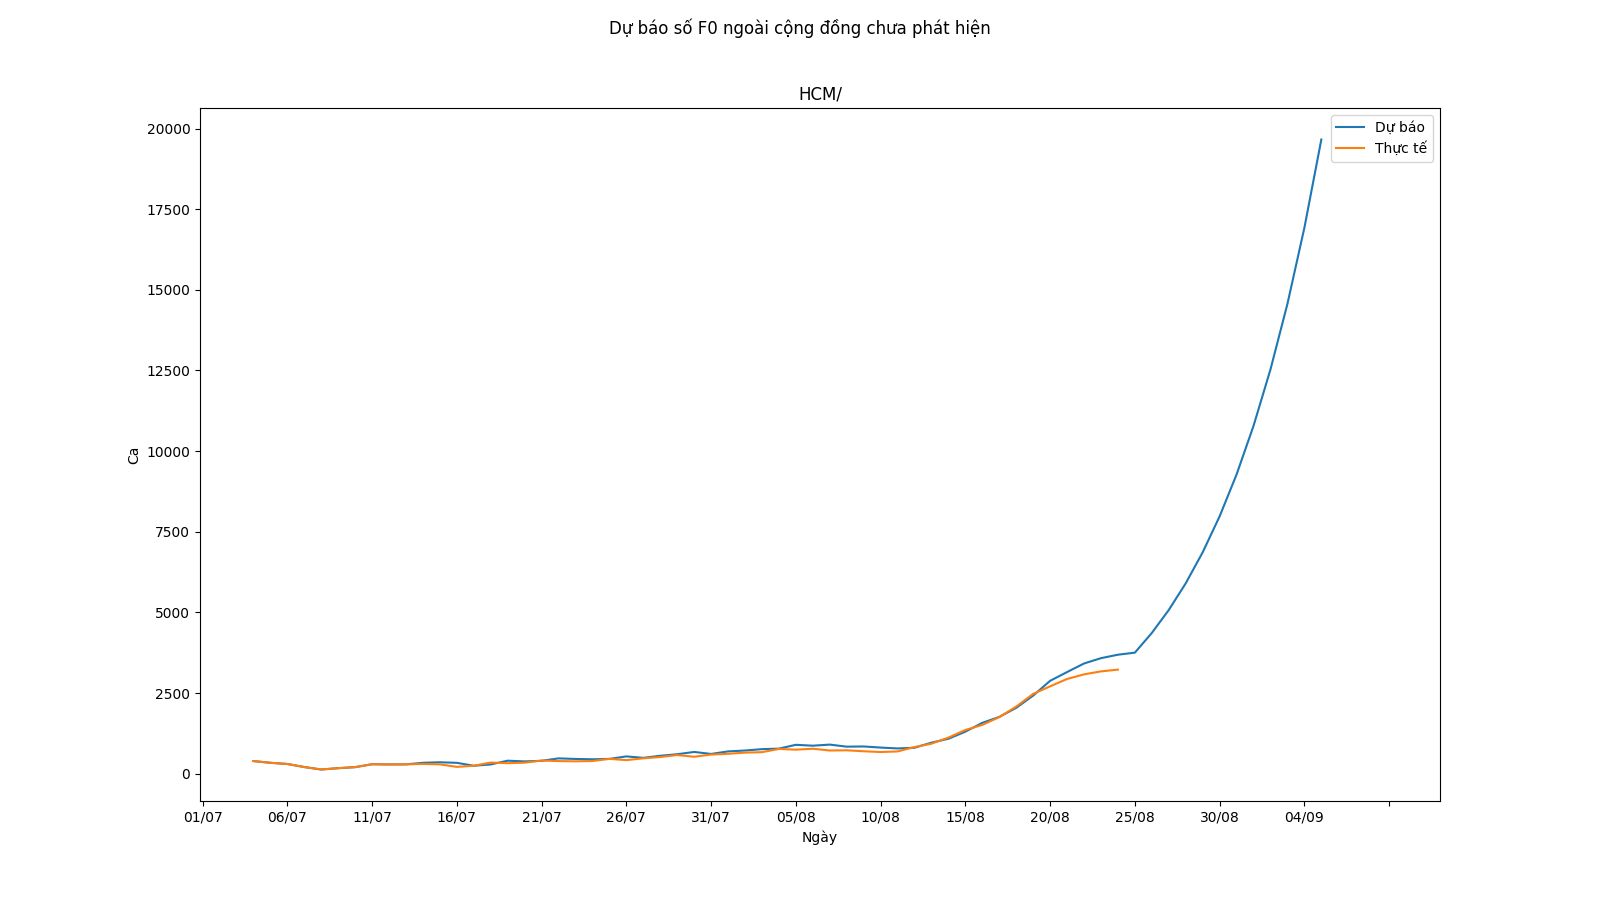 Dự báo số F0 ngoài cộng đồng chưa phát hiện
HCM/
20000
17500
15000
12500
10000
7500
5000
2500
0
Ca
Dự báo
Thực tế
01/07 06/07 11/07 16/07 21/07 26/07 31/07 05/08 10/08 15/08 20/08 25/08 30/08 04/09
Ngày